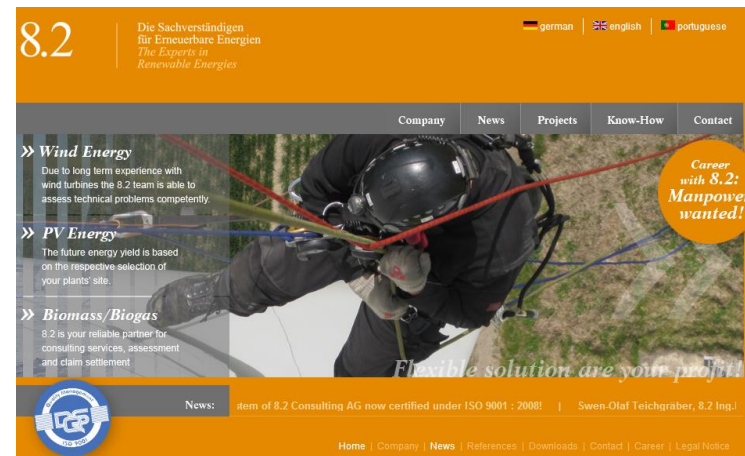 8.2
Die Sachverständigen
für Erneuerbare Energien
The Experts in
Renewable Energies
german
english
portuguese
Company
News
Projects
Know-How
Contact
» Wind Energy
Due to long term experience with
wind turbines the 8.2 team is able to
assess technical problems competently.
» PV Energy
The future energy yield is based
on the respective selection of
your plants' site.
» Biomass/Biogas
8.2 is your reliable partner for
consulting services, assessment
and claim settlement
Career
with 8.2:
Manpower
wanted!
Flexible solution are your profit!
Quality Management
ISO 9001
News:
tem of 8.2 Consulting AG now certified under ISO 9001 : 2008! | Swen-Olaf Teichgräber, 8.2 Ing.
Home | Company | News | References | Downloads | Contact | Career | Legal Notice